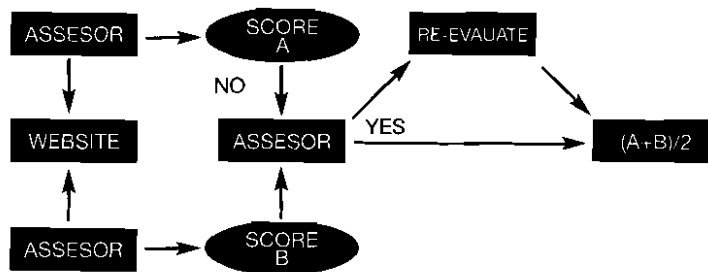 ASSESOR
SCORE
A
RE-EVAUATE
NO
WEBSITE
ASSESOR
YES
(A+B)/2
ASSESOR
SCORE
B